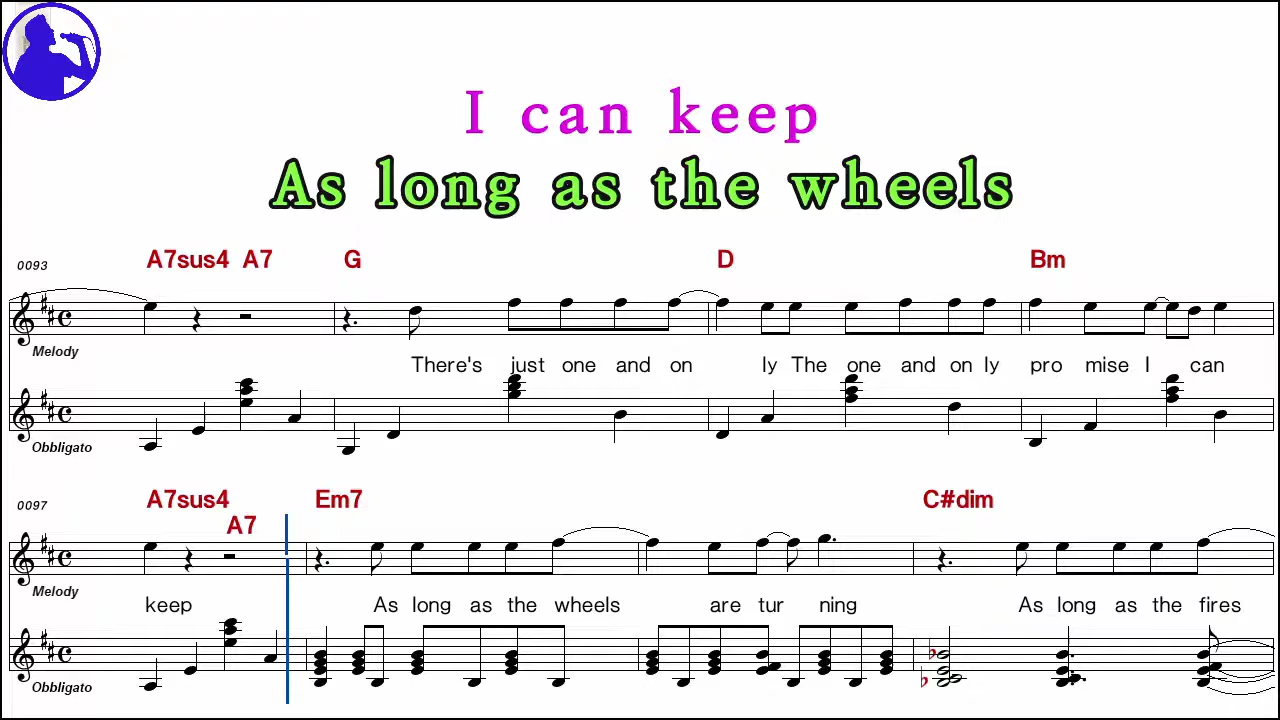 I can keep
As long as the wheels
0093 A7sus4 A7 G D Bm
Melody
There's just one and on ly The one and on ly pro mise I can
Obbligato
0097 A7sus4 A7 Em7 C#dim
Melody
keep As long as the wheels are tur ning As long as the fires
Obbligato